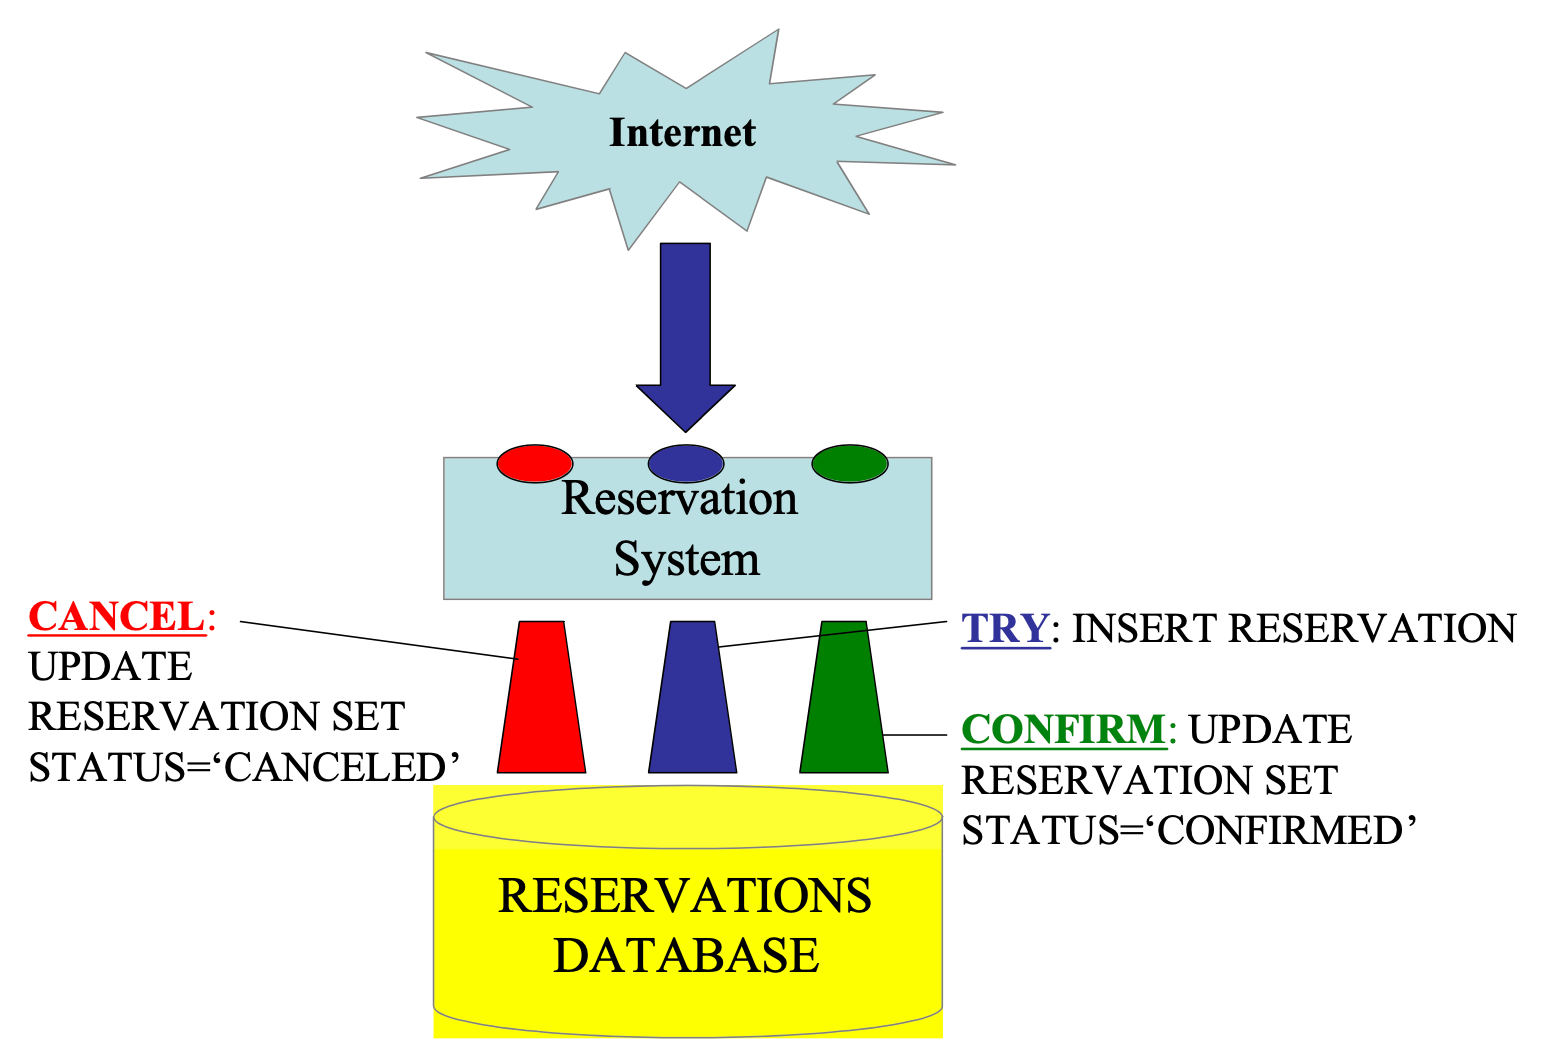 Internet
Reservation
System
CANCEL:
UPDATE
RESERVATION SET
STATUS=‘CANCELED’
TRY: INSERT RESERVATION
CONFIRM: UPDATE
RESERVATION SET
STATUS=‘CONFIRMED’
RESERVATIONS
DATABASE